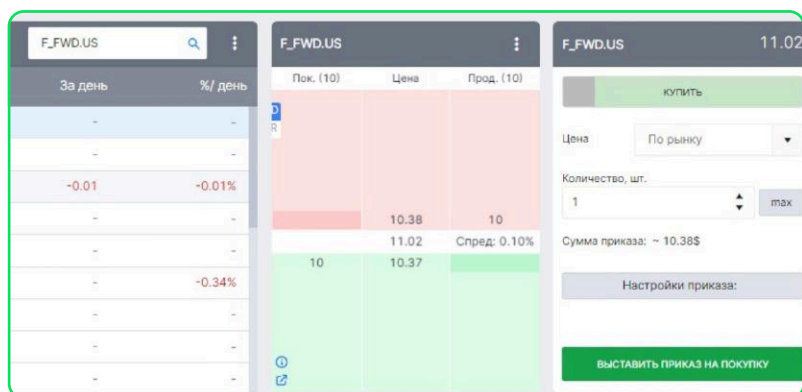 F_FWD.US
За день %/ день
- -
- -
-0.01 -0.01%
- -
- -
- -0.34%
- -
- -
- -
F_FWD.US
Пок. (10) Цена Прод. (10)
R
10.38 10
11.02 Спред: 0.10%
10 10.37
F_FWD.US 11.02
КУПИТЬ
Цена По рынку
Количество, шт.
1 max
Сумма приказа: ~ 10.38$
Настройки приказа:
ВЫСТАВИТЬ ПРИКАЗ НА ПОКУПКУ